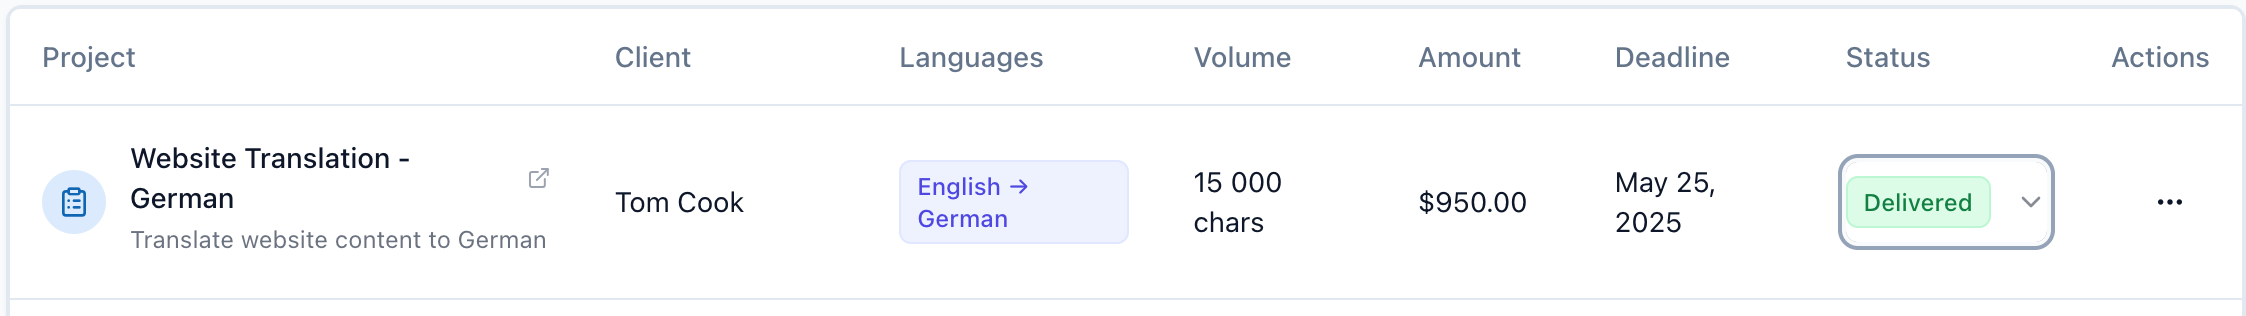 Project Client Languages Volume Amount Deadline Status Actions
Website Translation -
German
Translate website content to German
Tom Cook
English →
German
15 000
chars
$950.00
May 25,
2025
Delivered